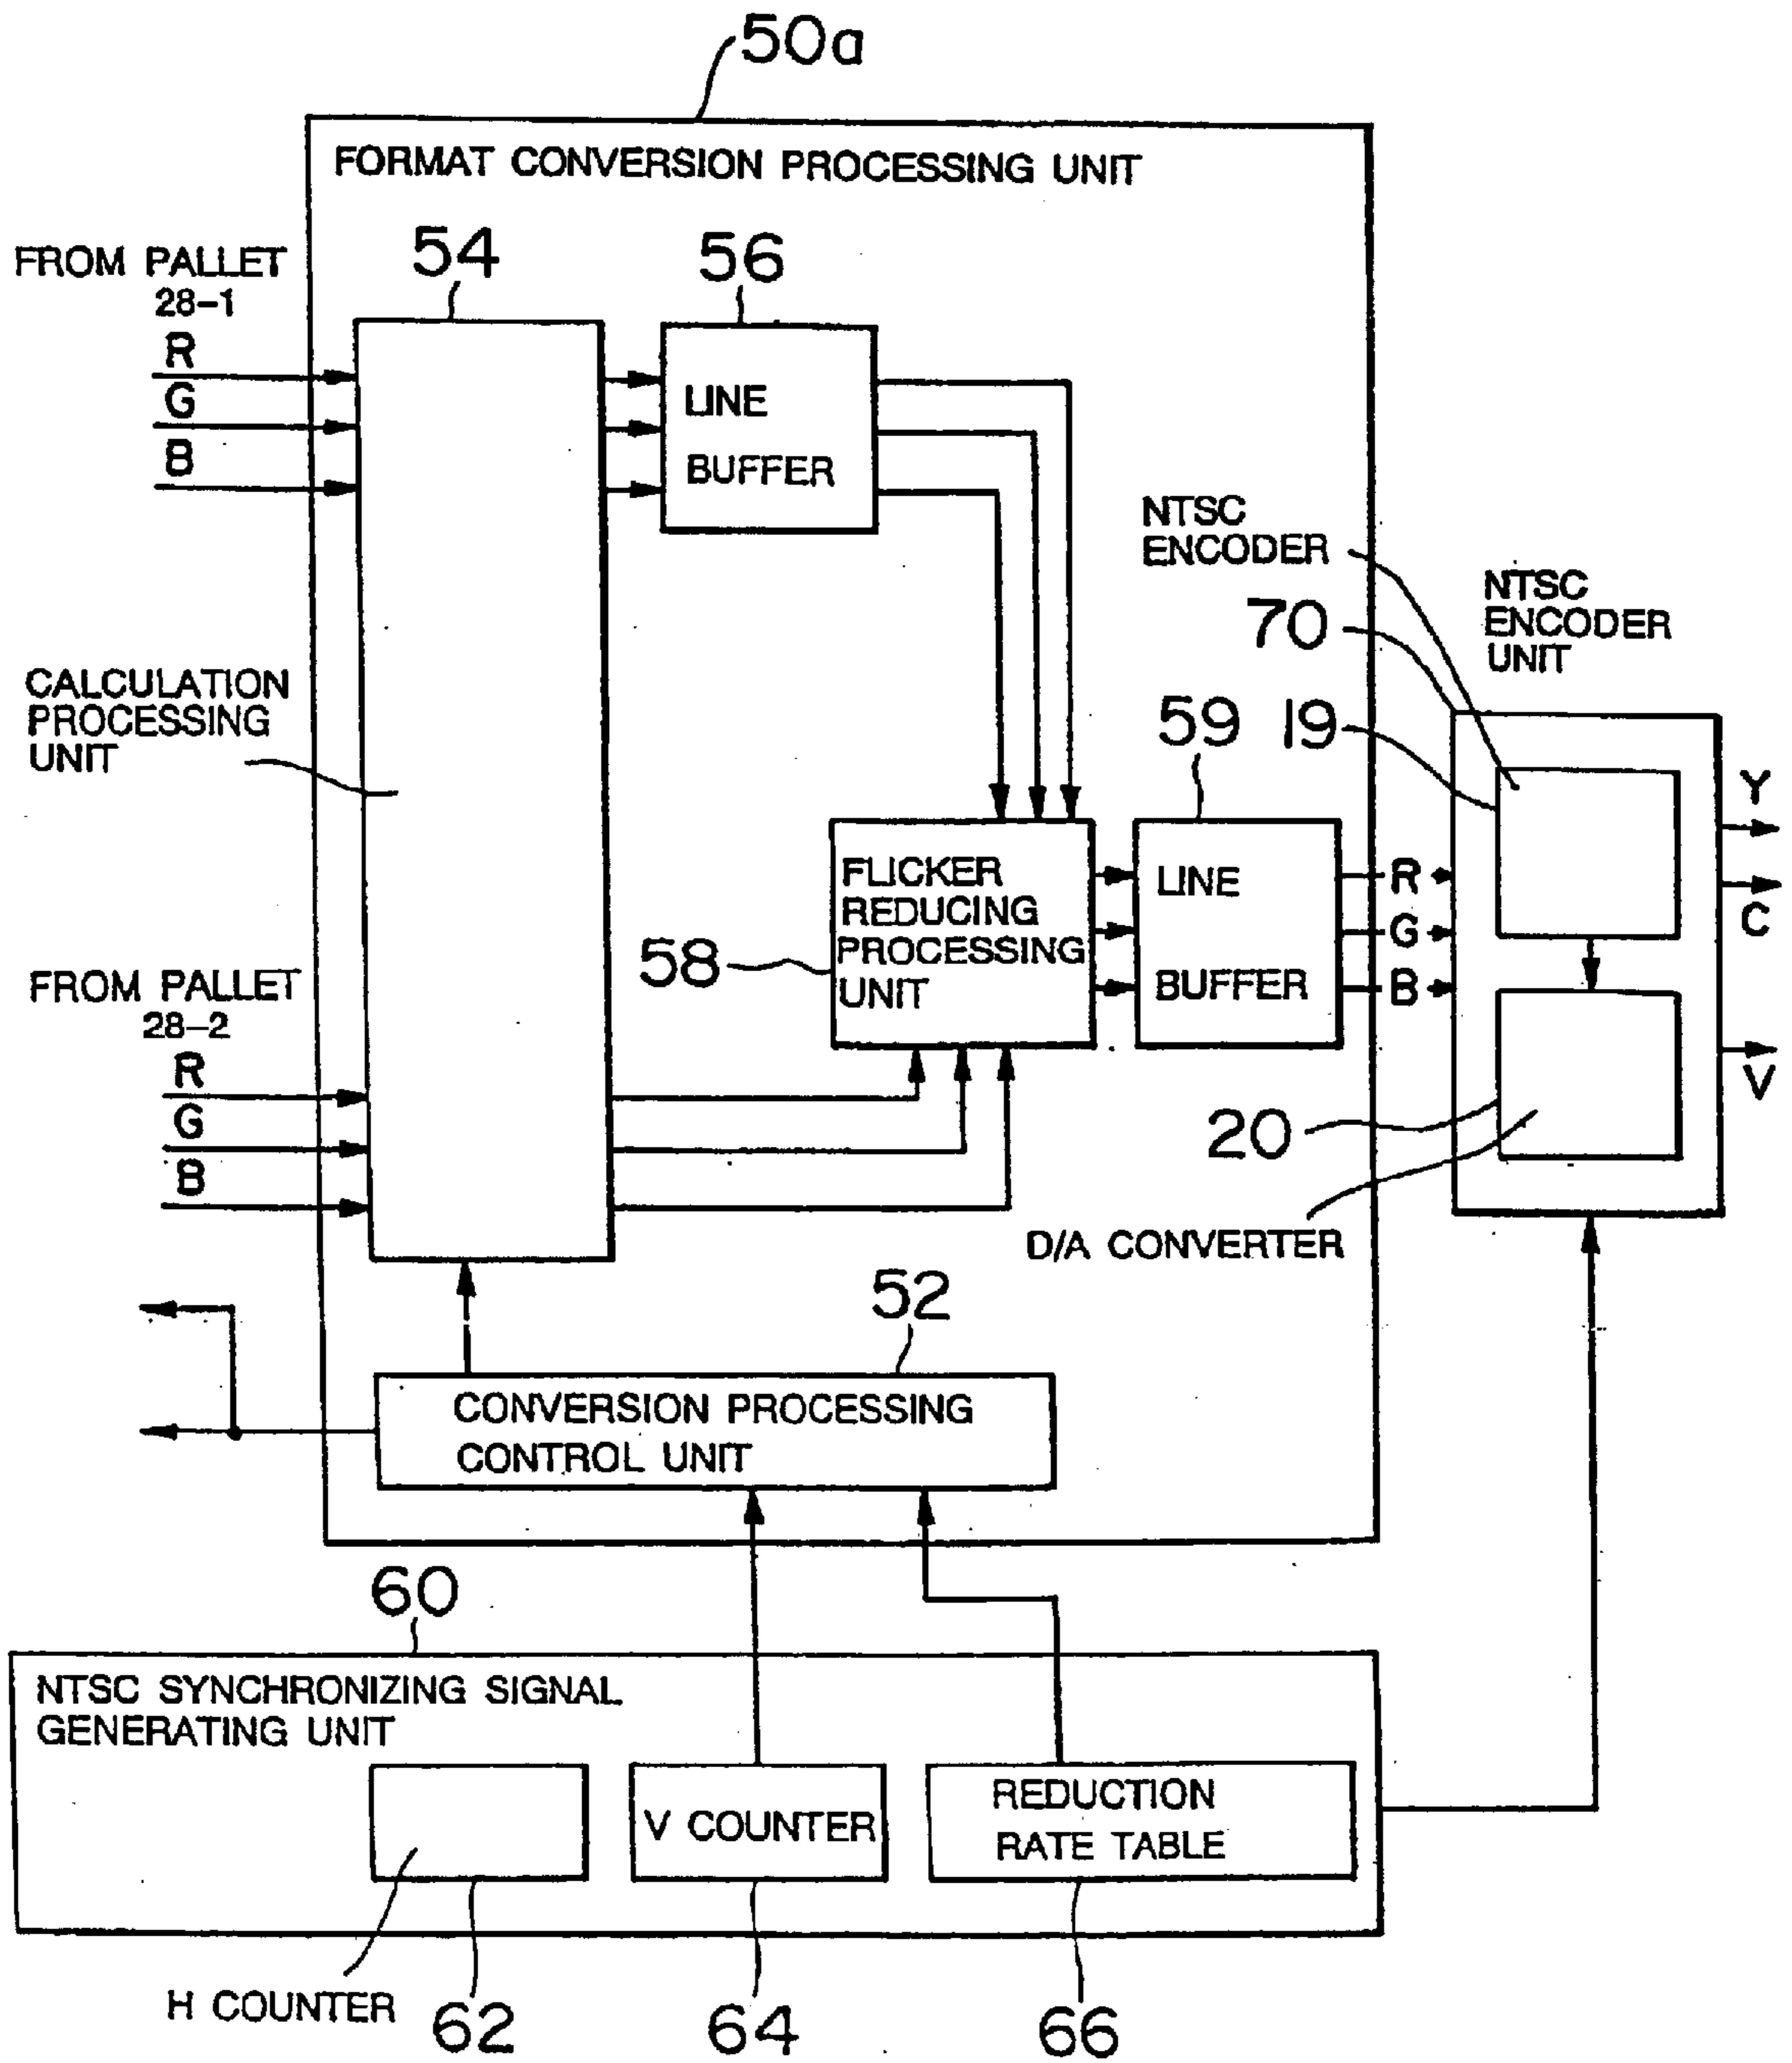 50a
FORMAT CONVERSION PROCESSING UNIT
FROM PALLET
28-1
R
G
B
54
56
LINE
BUFFER
NTSC
ENCODER
70
NTSC
ENCODER
UNIT
CALCULATION
PROCESSING
UNIT
59
19
Y
C
V
FLICKER
REDUCING
PROCESSING
UNIT
58
LINE
BUFFER
R
G
B
FROM PALLET
28-2
R
G
B
20
D/A CONVERTER
52
CONVERSION PROCESSING
CONTROL UNIT
60
NTSC SYNCHRONIZING SIGNAL
GENERATING UNIT
V COUNTER
REDUCTION
RATE TABLE
H COUNTER
62
64
66